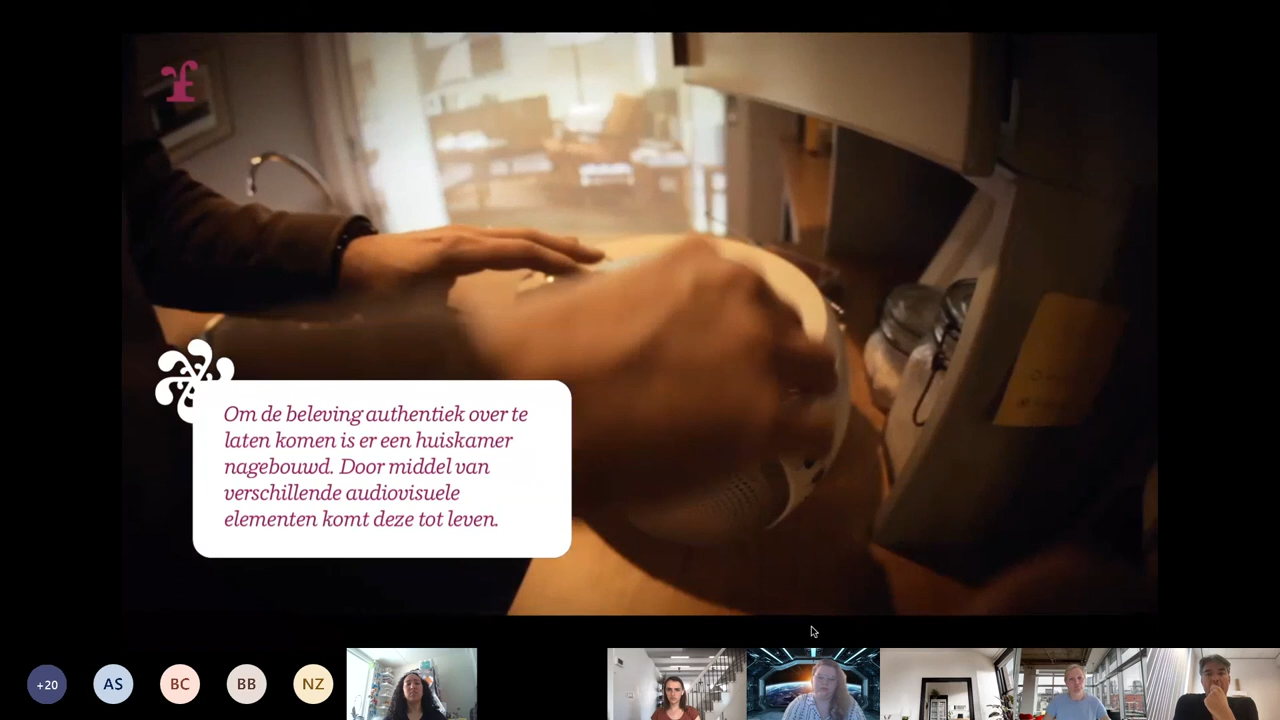 Om de beleving authentiek over te
laten komen is er een huiskamer
nagebouwd. Door middel van
verschillende audiovisuele
elementen komt deze tot leven.
+20
AS
BC
BB
NZ